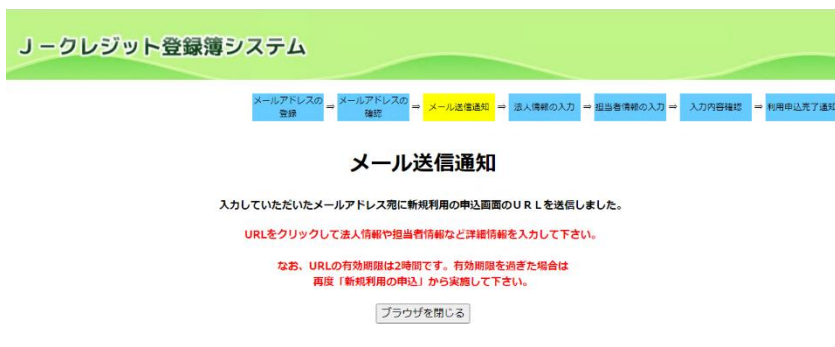 Jークレジット登録簿システム
メールアドレスの登録 ⇒ メールアドレスの確認 ⇒ メール送信通知 ⇒ 法人情報の入力 ⇒ 担当者情報の入力 ⇒ 入力内容確認 ⇒ 利用申込完了通知
メール送信通知
入力していただいたメールアドレス宛に新規利用の申込画面のURLを送信しました。
URLをクリックして法人情報や担当者情報など詳細情報を入力して下さい。
なお、URLの有効期限は2時間です。有効期限を過ぎた場合は
再度「新規利用の申込」から実施して下さい。
ブラウザを閉じる